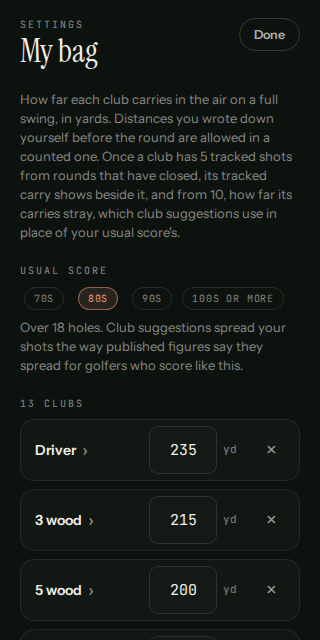 SETTINGS
My bag
Done
How far each club carries in the air on a full
swing, in yards. Distances you wrote down
yourself before the round are allowed in a
counted one. Once a club has 5 tracked shots
from rounds that have closed, its tracked
carry shows beside it, and from 10, how far its
carries stray, which club suggestions use in
place of your usual score's.
USUAL SCORE
70S 80S 90S 100S OR MORE
Over 18 holes. Club suggestions spread your
shots the way published figures say they
spread for golfers who score like this.
13 CLUBS
Driver › 235 yd ×
3 wood › 215 yd ×
5 wood › 200 yd ×